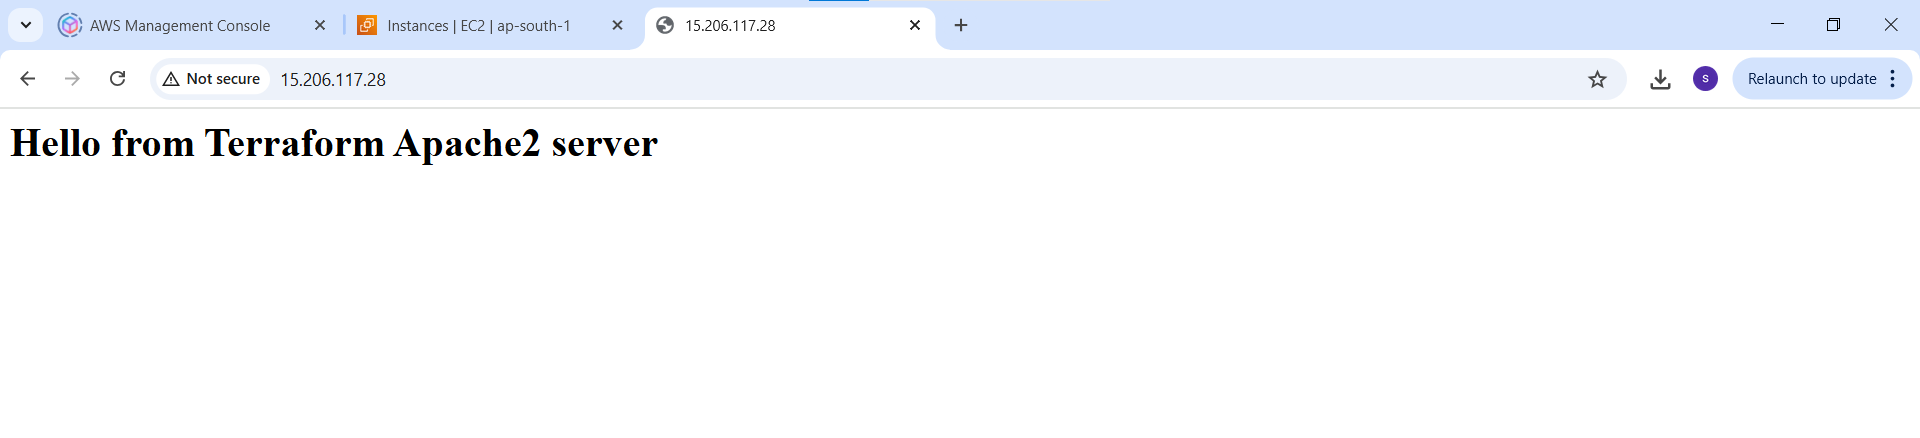 AWS Management Console
Instances | EC2 | ap-south-1
15.206.117.28
Not secure
15.206.117.28
S
Relaunch to update
Hello from Terraform Apache2 server